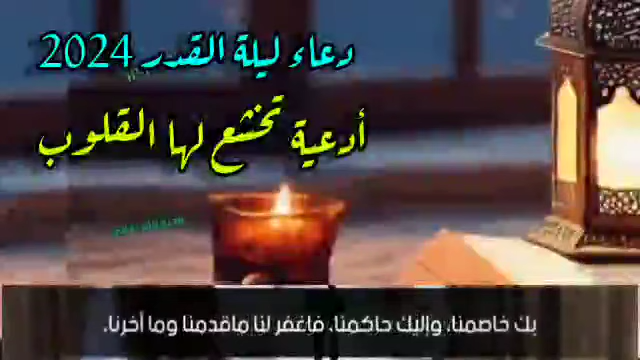 دعاء ليلة القدر 2024
أدعية تخشع لها القلوب
بك خاصمنا، وإليك حاكمنا، فاغفر لنا ماقدمنا وما أخرنا.